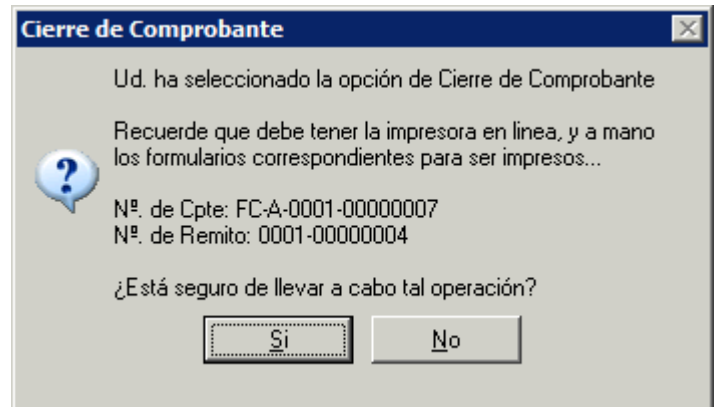 Cierre de Comprobante
Ud. ha seleccionado la opción de Cierre de Comprobante
Recuerde que debe tener la impresora en linea, y a mano
los formularios correspondientes para ser impresos...
Nº. de Cpte: FC-A-0001-00000007
Nº. de Remito: 0001-00000004
¿Está seguro de llevar a cabo tal operación?
Si
No